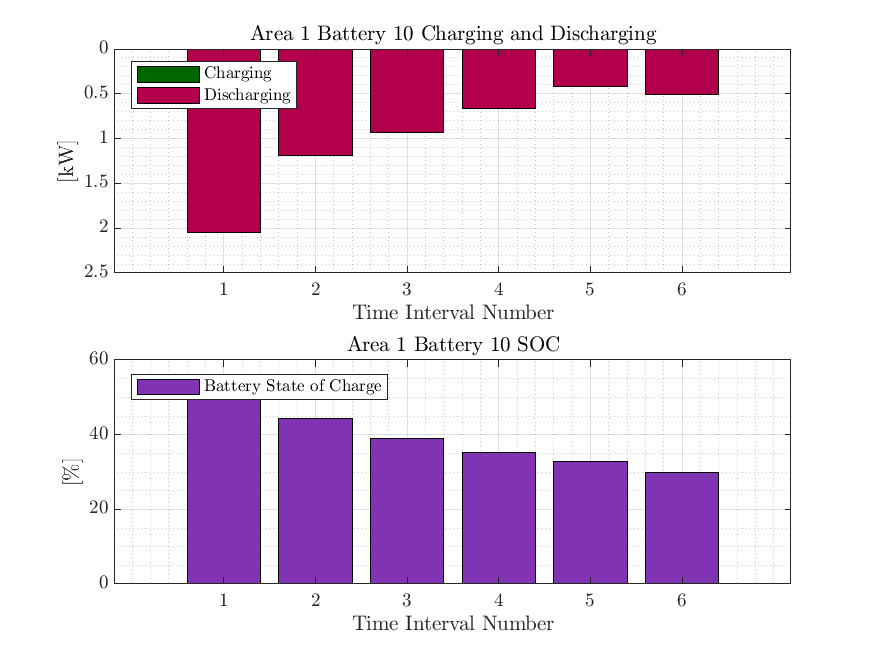 Area 1 Battery 10 Charging and Discharging
0
0.5
1
1.5
2
2.5
[kW]
Charging
Discharging
1 2 3 4 5 6
Time Interval Number
Area 1 Battery 10 SOC
60
40
20
0
[%]
Battery State of Charge
1 2 3 4 5 6
Time Interval Number